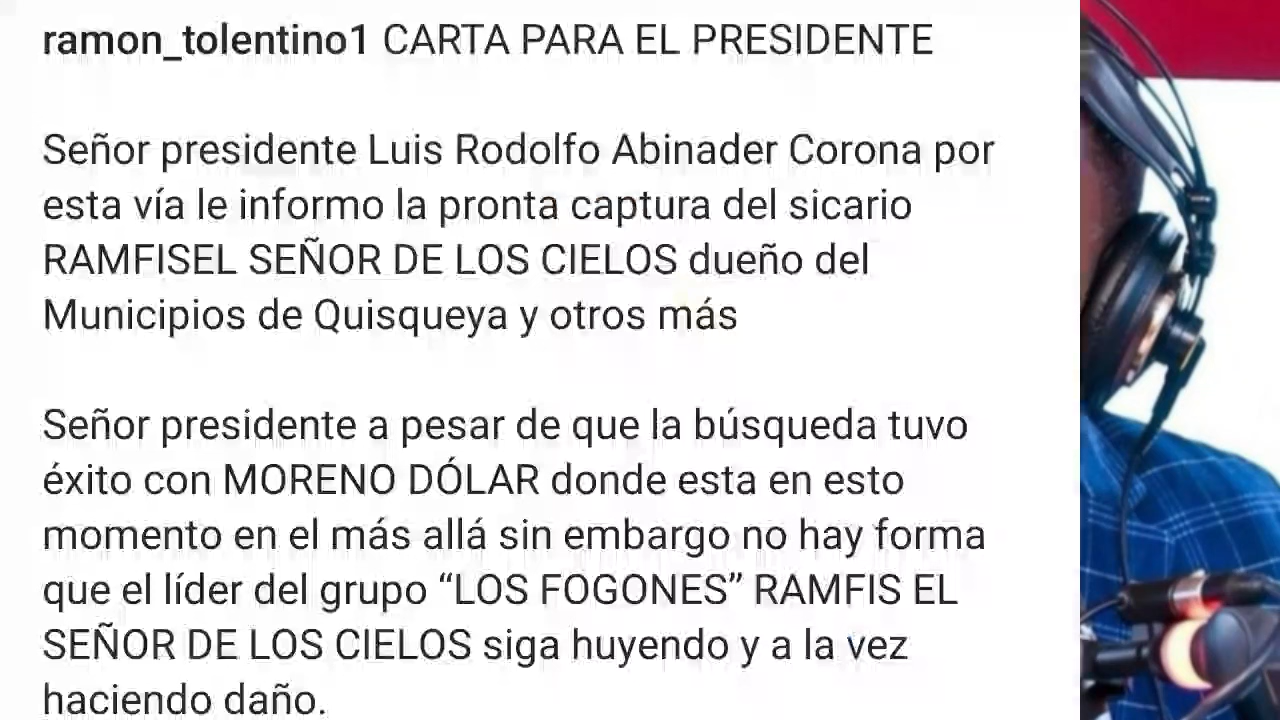 ramon_tolentino1 CARTA PARA EL PRESIDENTE
Señor presidente Luis Rodolfo Abinader Corona por
esta vía le informo la pronta captura del sicario
RAMFISEL SEÑOR DE LOS CIELOS dueño del
Municipios de Quisqueya y otros más
Señor presidente a pesar de que la búsqueda tuvo
éxito con MORENO DÓLAR donde esta en esto
momento en el más allá sin embargo no hay forma
que el líder del grupo “LOS FOGONES” RAMFIS EL
SEÑOR DE LOS CIELOS siga huyendo y a la vez
haciendo daño.